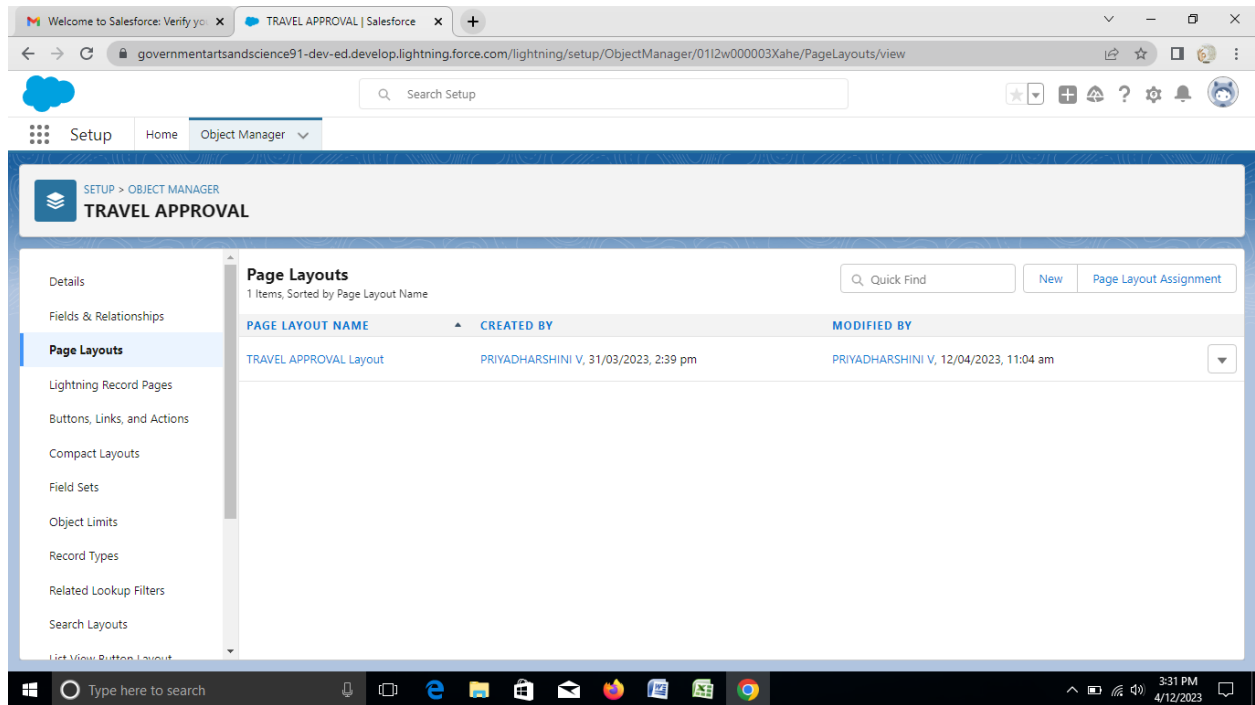 Welcome to Salesforce: Verify yo
TRAVEL APPROVAL | Salesforce
governmentartsandscience91-dev-ed.develop.lightning.force.com/lightning/setup/ObjectManager/01I2w000003Xahe/PageLayouts/view
Search Setup
Setup Home Object Manager
SETUP > OBJECT MANAGER
TRAVEL APPROVAL
Details
Fields & Relationships
Page Layouts
Lightning Record Pages
Buttons, Links, and Actions
Compact Layouts
Field Sets
Object Limits
Record Types
Related Lookup Filters
Search Layouts
List View Button Layout
Page Layouts
1 Items, Sorted by Page Layout Name
Quick Find
New
Page Layout Assignment
PAGE LAYOUT NAME CREATED BY MODIFIED BY
TRAVEL APPROVAL Layout PRIYADHARSHINI V, 31/03/2023, 2:39 pm PRIYADHARSHINI V, 12/04/2023, 11:04 am
Type here to search
3:31 PM
4/12/2023